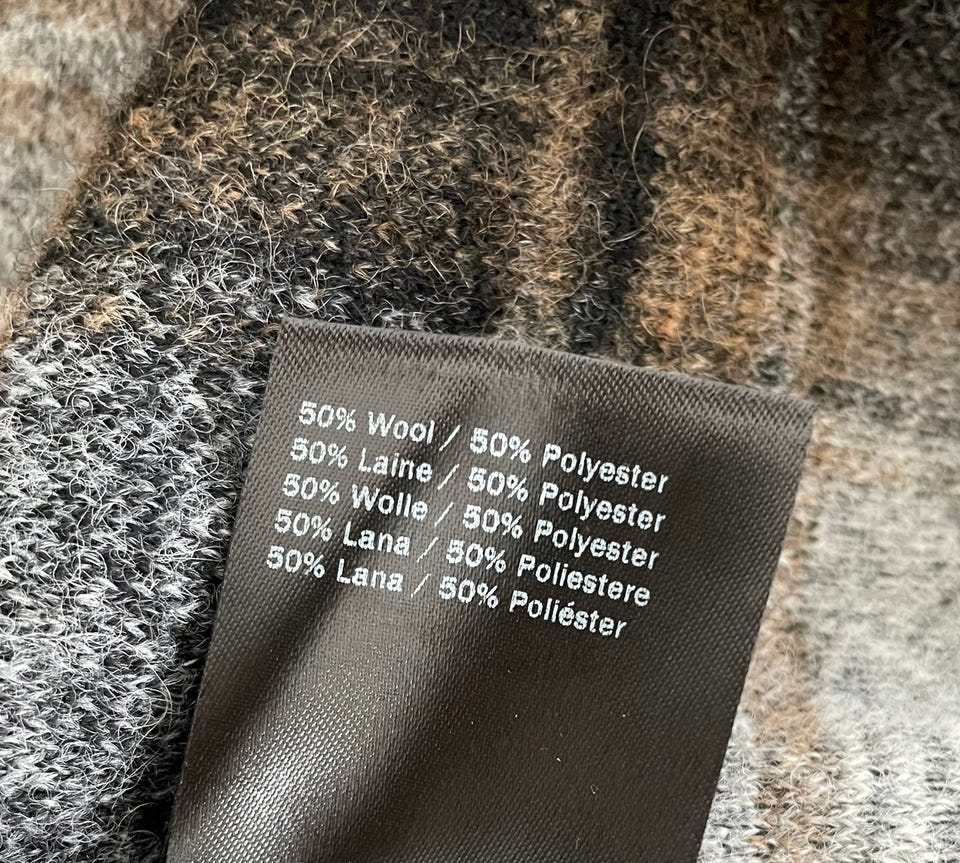 50% Wool / 50% Polyester
50% Laine / 50% Polyester
50% Wolle / 50% Polyester
50% Lana / 50% Poliestere
50% Lana / 50% Poliéster